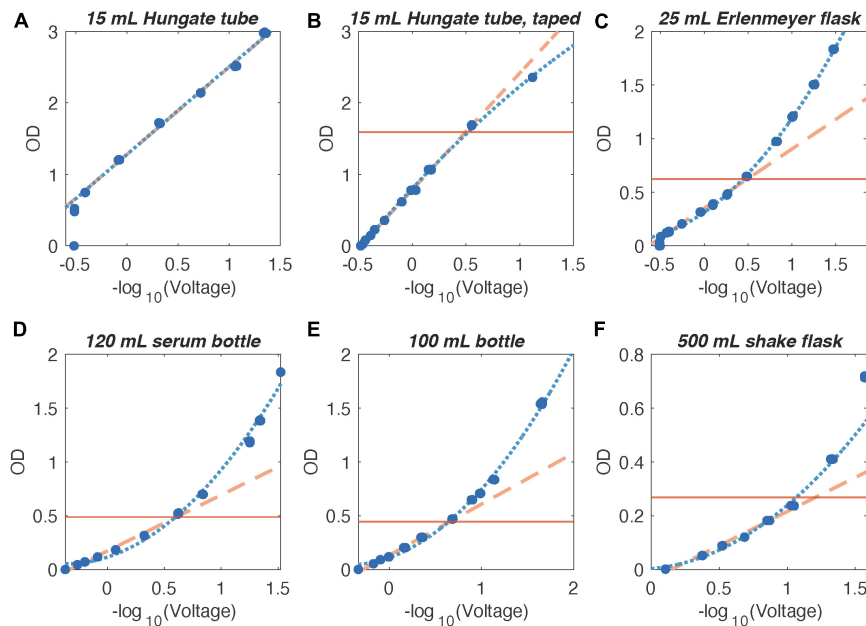 A 15 mL Hungate tube
3
2
1
0
OD
-0.5 0 0.5 1 1.5
-log10(Voltage)
B 15 mL Hungate tube, taped
3
2
1
0
OD
-0.5 0 0.5 1 1.5
-log10(Voltage)
C 25 mL Erlenmeyer flask
2
1.5
1
0.5
0
OD
-0.5 0 0.5 1 1.5
-log10(Voltage)
D 120 mL serum bottle
2
1.5
1
0.5
0
OD
0 0.5 1 1.5
-log10(Voltage)
E 100 mL bottle
2
1.5
1
0.5
0
OD
0 1 2
-log10(Voltage)
F 500 mL shake flask
0.8
0.6
0.4
0.2
0
OD
0 0.5 1 1.5
-log10(Voltage)